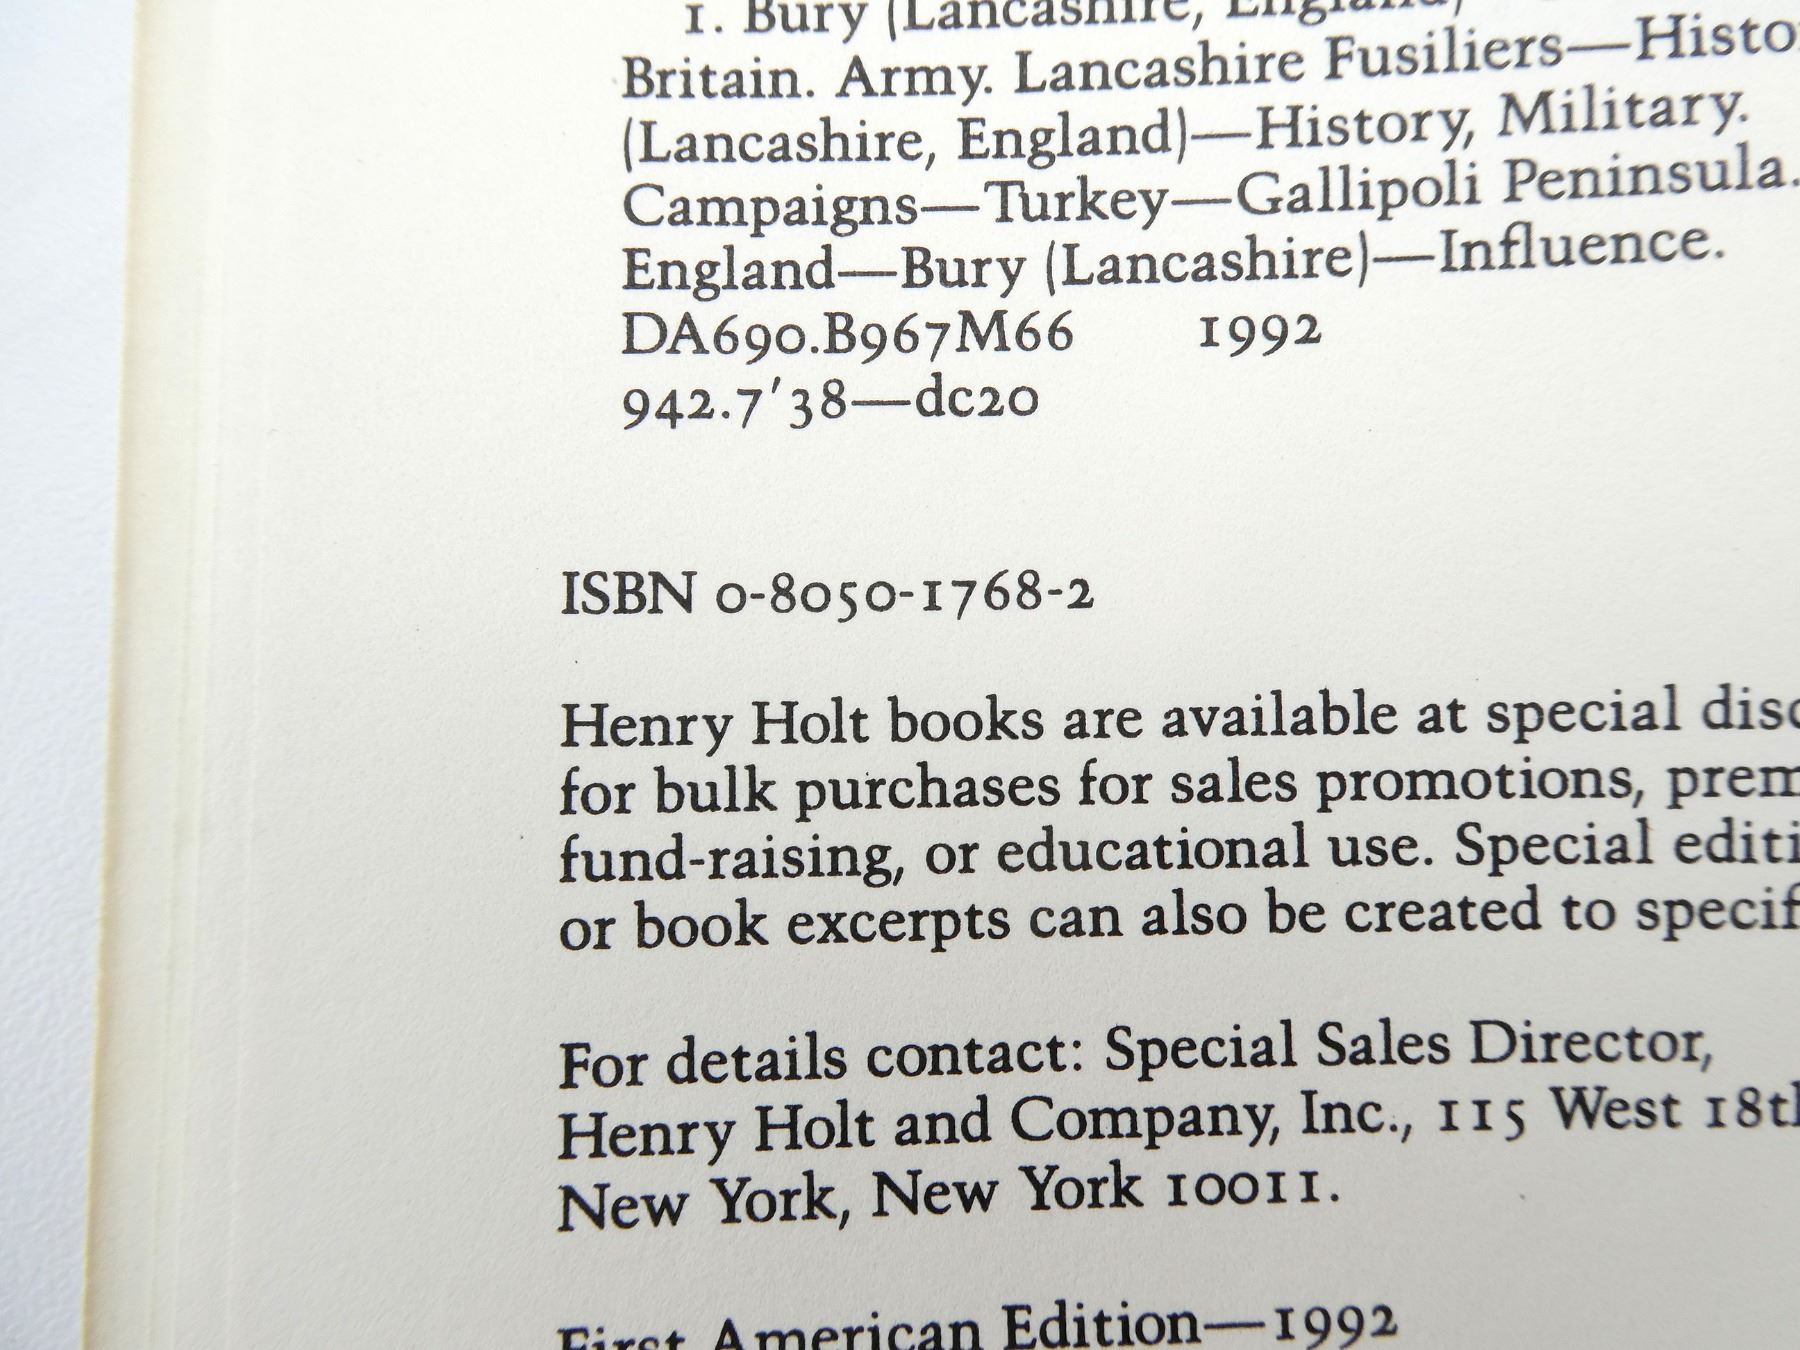 1. Bury (Lancashire, England)
Britain. Army. Lancashire Fusiliers—Histo
(Lancashire, England)—History, Military.
Campaigns—Turkey—Gallipoli Peninsula.
England—Bury (Lancashire)—Influence.
DA690.B967M66 1992
942.7'38—dc20
ISBN 0-8050-1768-2
Henry Holt books are available at special disc
for bulk purchases for sales promotions, prem
fund-raising, or educational use. Special editi
or book excerpts can also be created to specif
For details contact: Special Sales Director,
Henry Holt and Company, Inc., 115 West 18th
New York, New York 10011.
First American Edition—1992